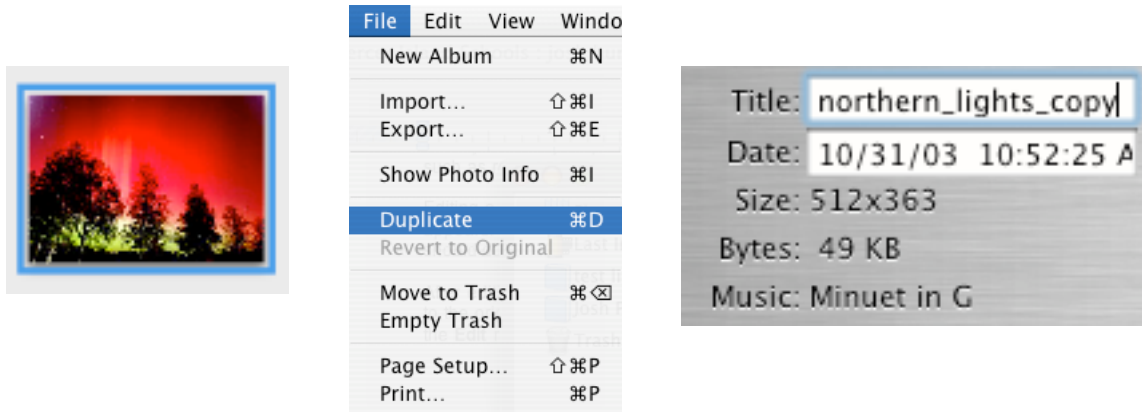 File Edit View Windo
New Album ⌘N
Import... ⇧⌘I
Export... ⇧⌘E
Show Photo Info ⌘I
Duplicate ⌘D
Revert to Original
Move to Trash ⌘⌫
Empty Trash
Page Setup... ⇧⌘P
Print... ⌘P
Title: northern_lights_copy
Date: 10/31/03 10:52:25 A
Size: 512x363
Bytes: 49 KB
Music: Minuet in G